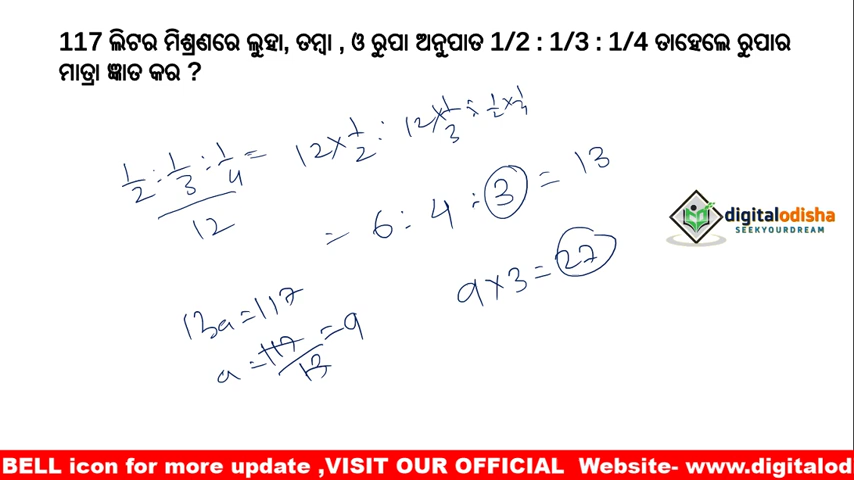 117 ଲିଟର ମିଶ୍ରଣରେ ଲୁହା, ତମ୍ବା , ଓ ରୁପା ଅନୁପାତ 1/2 : 1/3 : 1/4 ତାହେଲେ ରୁପାର
ମାତ୍ରା ଜ୍ଞାତ କର ?
1/2 : 1/3 : 1/4 = 12 × 1/2 : 12 × 1/3 : 12 × 1/4
12
= 6 : 4 : 3 = 13
digitalodisha
SEEKYOURDREAM
9 × 3 = 27
13a = 117
a = 117/13 = 9
BELL icon for more update ,VISIT OUR OFFICIAL Website- www.digitalod